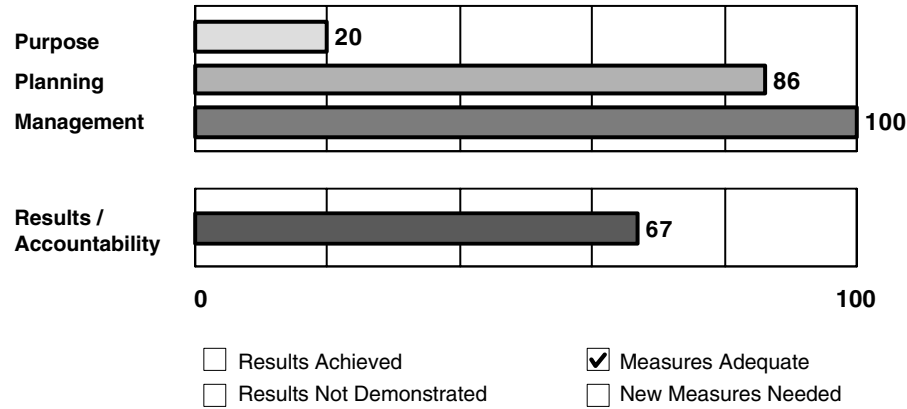 Purpose 20
Planning 86
Management 100
Results /
Accountability 67
0 100
Results Achieved Measures Adequate
Results Not Demonstrated New Measures Needed